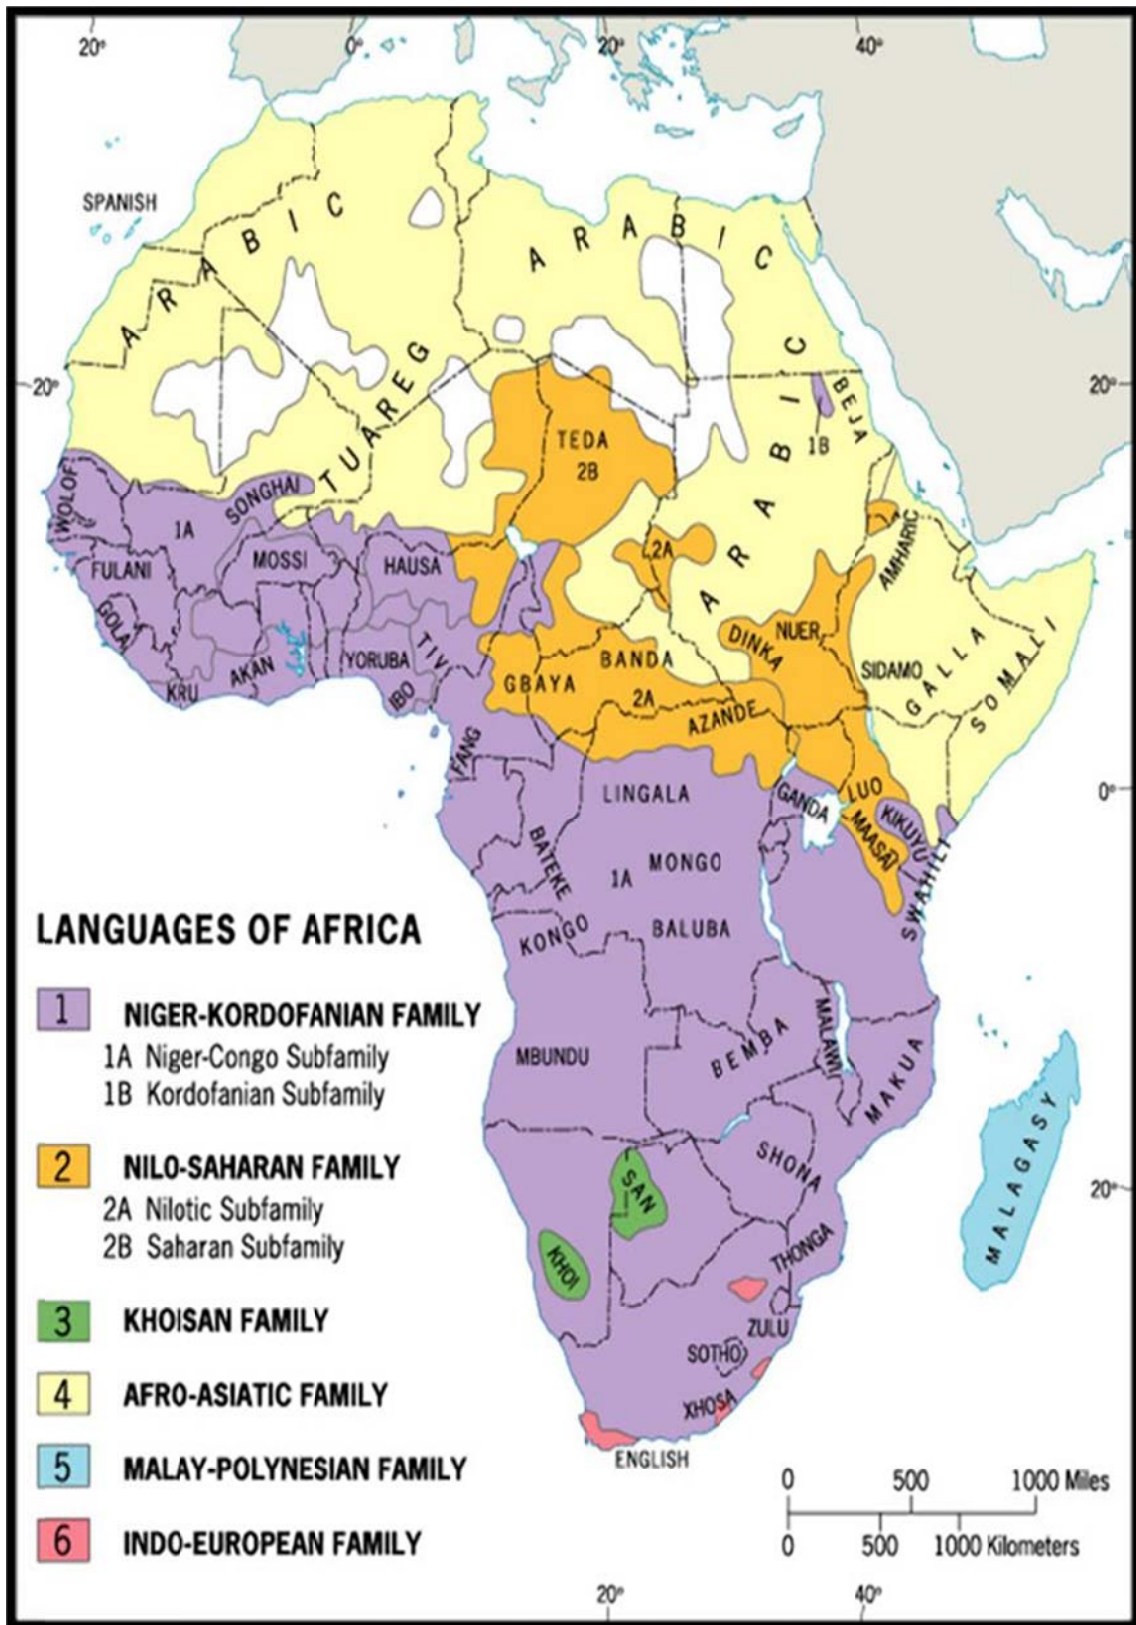 20°
0°
20°
40°
SPANISH
ARABIC
ARABIC
ARABIC
20°
20°
TUAREG
TEDA
2B
BEJA
1B
WOLOF
1A
SONGHAI
FULANI
MOSSI
HAUSA
2A
AMHARIC
GOLA
KRU
AKAN
YORUBA
IBO
TIV
GBAYA
BANDA
2A
AZANDE
DINKA
NUER
SIDAMO
GALLA
SOMALI
FANG
LINGALA
GANDA
LUO
MAASAI
KIKUYU
SWAHILI
0°
BATEKE
1A
MONGO
KONGO
BALUBA
MBUNDU
BEMBA
MALAWI
MAKUA
SHONA
SAN
KHOI
THONGA
ZULU
SOTHO
XHOSA
ENGLISH
MALAGASY
20°
LANGUAGES OF AFRICA
1 NIGER-KORDOFANIAN FAMILY
1A Niger-Congo Subfamily
1B Kordofanian Subfamily
2 NILO-SAHARAN FAMILY
2A Nilotic Subfamily
2B Saharan Subfamily
3 KHOISAN FAMILY
4 AFRO-ASIATIC FAMILY
5 MALAY-POLYNESIAN FAMILY
6 INDO-EUROPEAN FAMILY
0 500 1000 Miles
0 500 1000 Kilometers
20°
40°